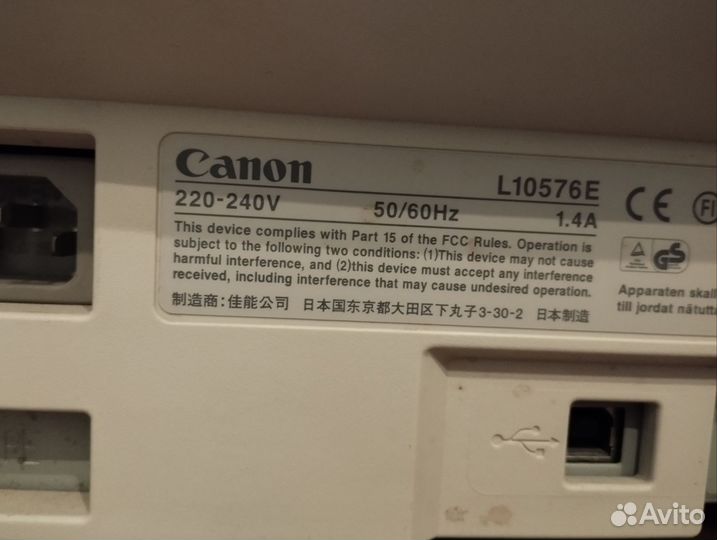 Canon
L10576E
220-240V 50/60Hz 1.4A
This device complies with Part 15 of the FCC Rules. Operation is
subject to the following two conditions: (1)This device may not cause
harmful interference, and (2)this device must accept any interference
received, including interference that may cause undesired operation.
制造商:佳能公司 日本国东京都大田区下丸子3-30-2 日本制造
CE
FI
GS
Apparaten skall
till jordat nätutta
Avito